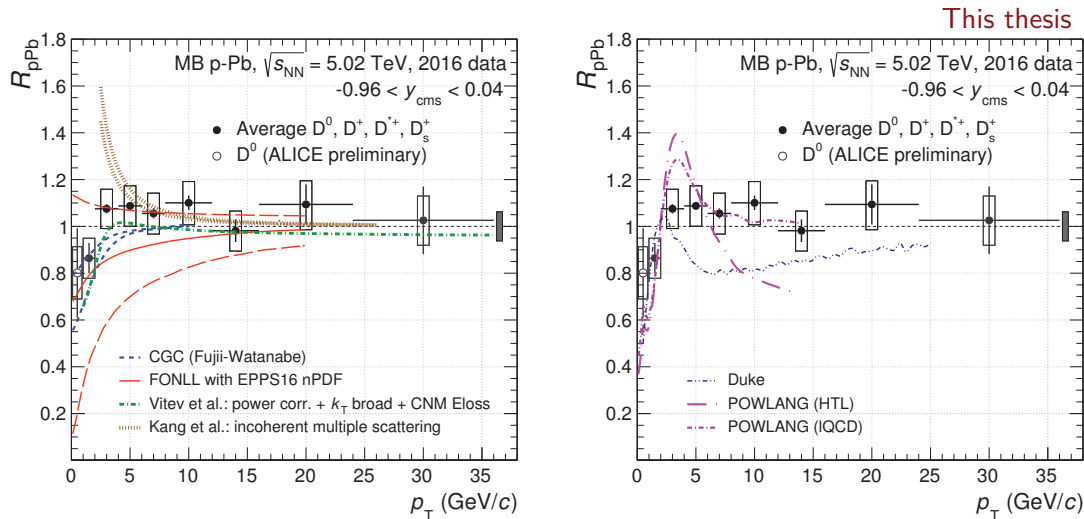 This thesis
R_pPb
1.8
1.6
1.4
1.2
1
0.8
0.6
0.4
0.2
MB p-Pb, √s_NN = 5.02 TeV, 2016 data
-0.96 < y_cms < 0.04
Average D⁰, D⁺, D*⁺, D_s⁺
D⁰ (ALICE preliminary)
CGC (Fujii-Watanabe)
FONLL with EPPS16 nPDF
Vitev et al.: power corr. + k_T broad + CNM Eloss
Kang et al.: incoherent multiple scattering
0 5 10 15 20 25 30 35
p_T (GeV/c)
R_pPb
1.8
1.6
1.4
1.2
1
0.8
0.6
0.4
0.2
MB p-Pb, √s_NN = 5.02 TeV, 2016 data
-0.96 < y_cms < 0.04
Average D⁰, D⁺, D*⁺, D_s⁺
D⁰ (ALICE preliminary)
Duke
POWLANG (HTL)
POWLANG (lQCD)
0 5 10 15 20 25 30 35
p_T (GeV/c)